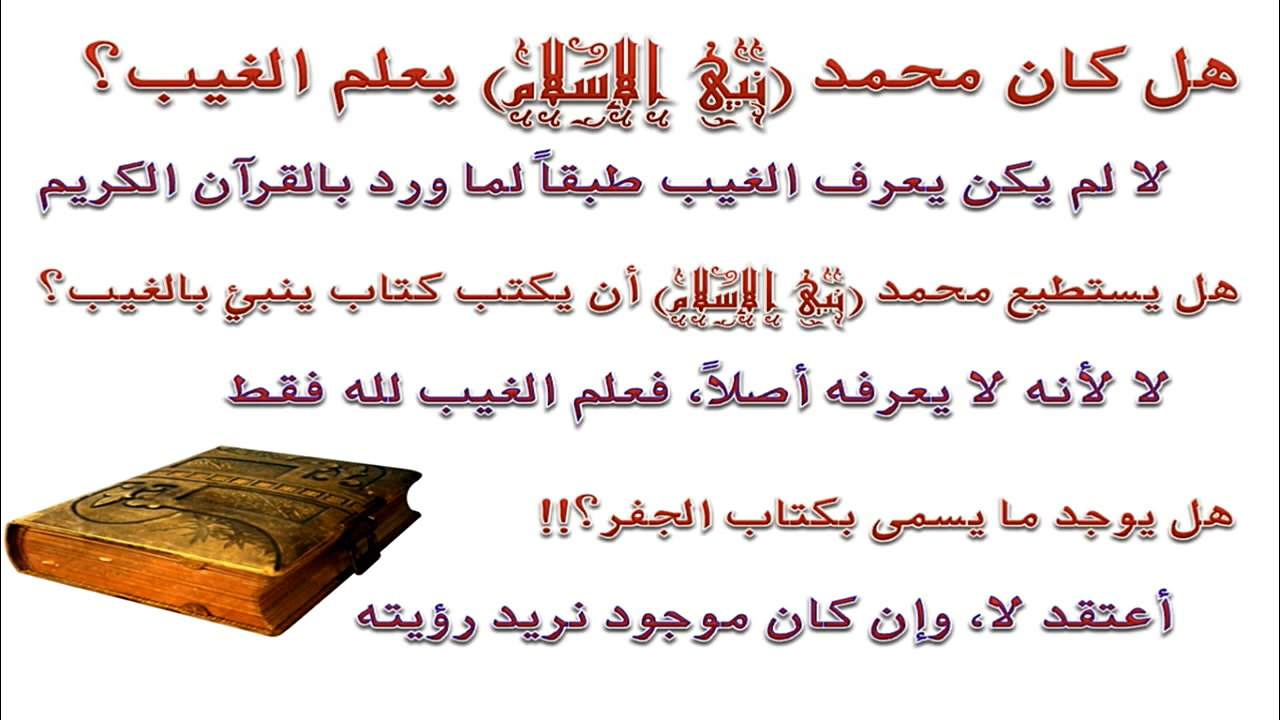 هل كان محمد (نبي الإسلام) يعلم الغيب؟
لا لم يكن يعرف الغيب طبقاً لما ورد بالقرآن الكريم
هل يستطيع محمد (نبي الإسلام) أن يكتب كتاب ينبئ بالغيب؟
لا لأنه لا يعرفه أصلاً، فعلم الغيب لله فقط
هل يوجد ما يسمى بكتاب الجفر؟!!
أعتقد لا، وإن كان موجود نريد رؤيته